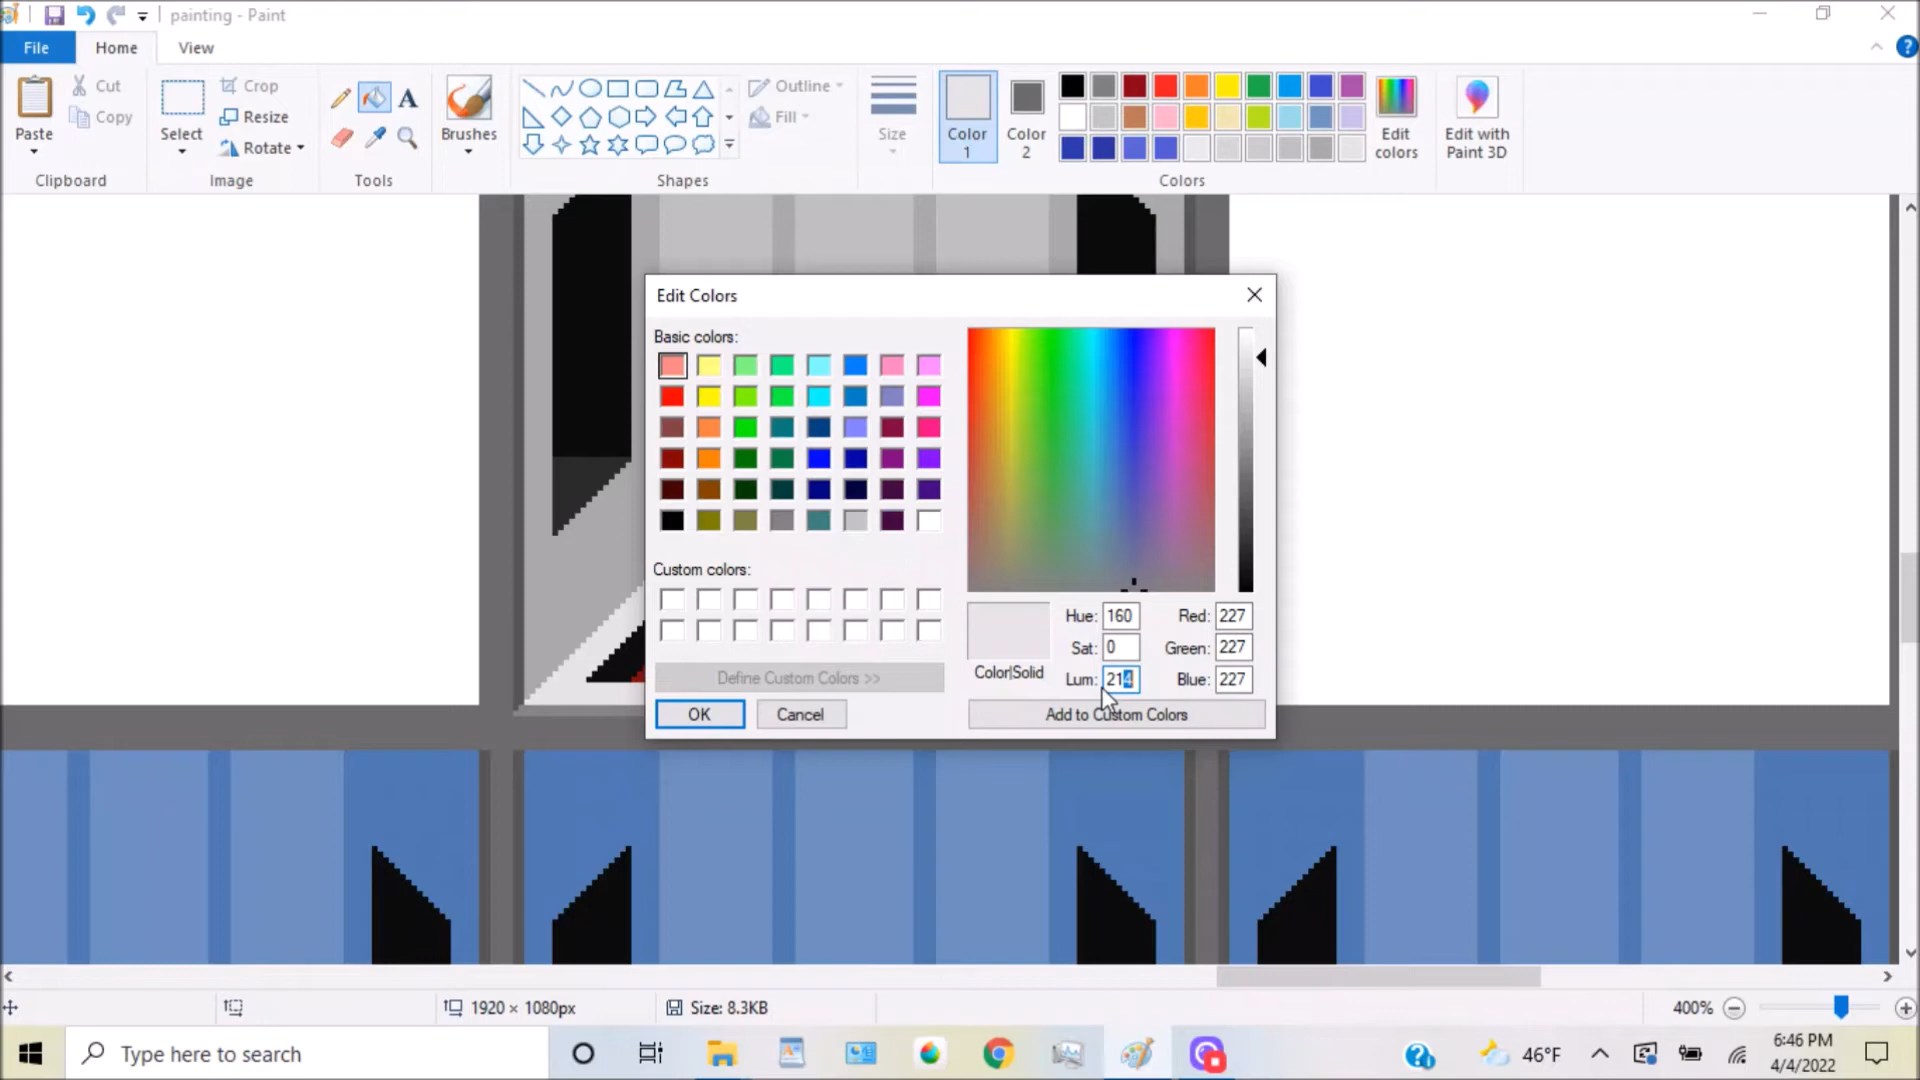 painting - Paint
File
Home
View
Cut
Copy
Paste
Clipboard
Select
Crop
Resize
Rotate
Image
A
Tools
Brushes
Outline
Fill
Shapes
Size
Color
1
Color
2
Edit
colors
Colors
Edit with
Paint 3D
?
Edit Colors
Basic colors:
Custom colors:
Define Custom Colors >>
OK
Cancel
Color|Solid
Hue: 160
Sat: 0
Lum: 214
Red: 227
Green: 227
Blue: 227
Add to Custom Colors
1920 × 1080px
Size: 8.3KB
400%
Type here to search
46°F
6:46 PM
4/4/2022